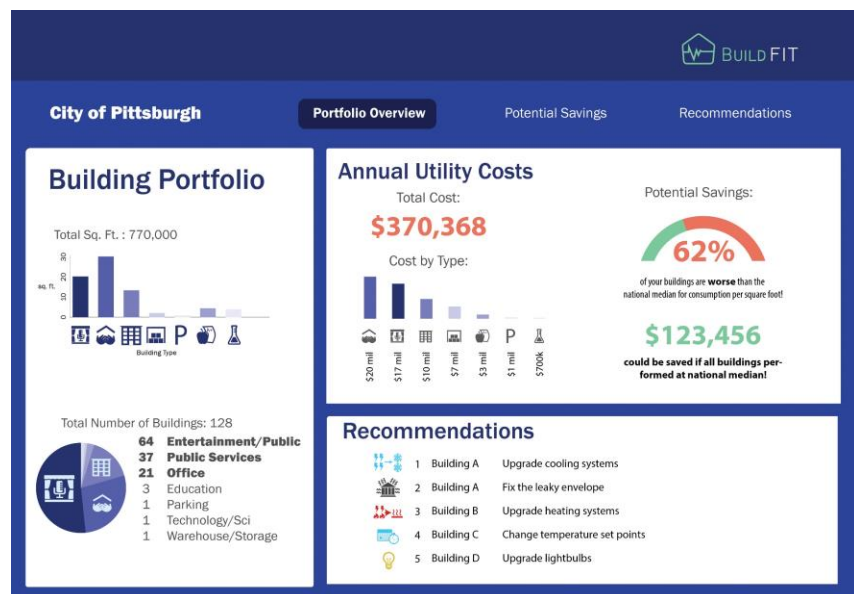 BUILD FIT
City of Pittsburgh
Portfolio Overview
Potential Savings
Recommendations
Building Portfolio
Total Sq. Ft. : 770,000
sq. ft.
30
20
10
0
P
Building Type
Total Number of Buildings: 128
64 Entertainment/Public
37 Public Services
21 Office
3 Education
1 Parking
1 Technology/Sci
1 Warehouse/Storage
Annual Utility Costs
Total Cost:
$370,368
Cost by Type:
P
$20 mil
$17 mil
$10 mil
$7 mil
$3 mil
$1 mil
$700k
Potential Savings:
62%
of your buildings are worse than the
national median for consumption per square foot!
$123,456
could be saved if all buildings per-
formed at national median!
Recommendations
1 Building A Upgrade cooling systems
2 Building A Fix the leaky envelope
3 Building B Upgrade heating systems
4 Building C Change temperature set points
5 Building D Upgrade lightbulbs